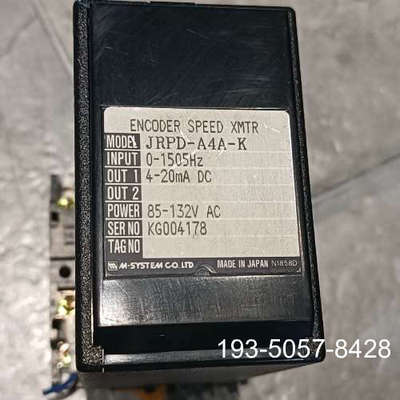 ENCODER SPEED XMTR
MODEL JRPD-A4A-K
INPUT 0-1505Hz
OUT 1 4-20mA DC
OUT 2
POWER 85-132V AC
SER NO KG004178
TAG NO
M-SYSTEM CO. LTD MADE IN JAPAN N1858D
193-5057-8428